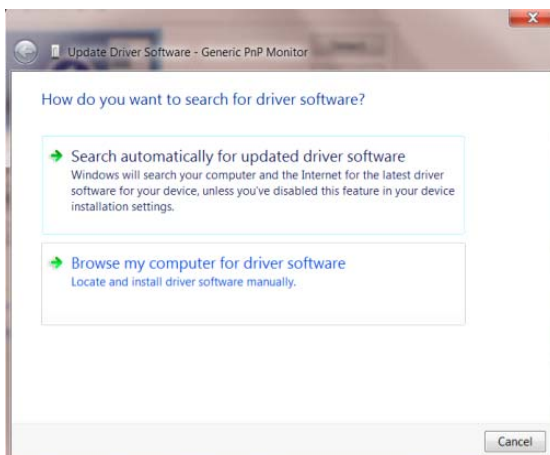 Update Driver Software - Generic PnP Monitor
How do you want to search for driver software?
Search automatically for updated driver software
Windows will search your computer and the Internet for the latest driver
software for your device, unless you've disabled this feature in your device
installation settings.
Browse my computer for driver software
Locate and install driver software manually.
Cancel